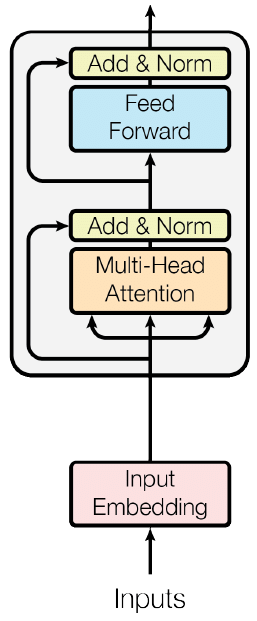 Add & Norm
Feed
Forward
Add & Norm
Multi-Head
Attention
Input
Embedding
Inputs